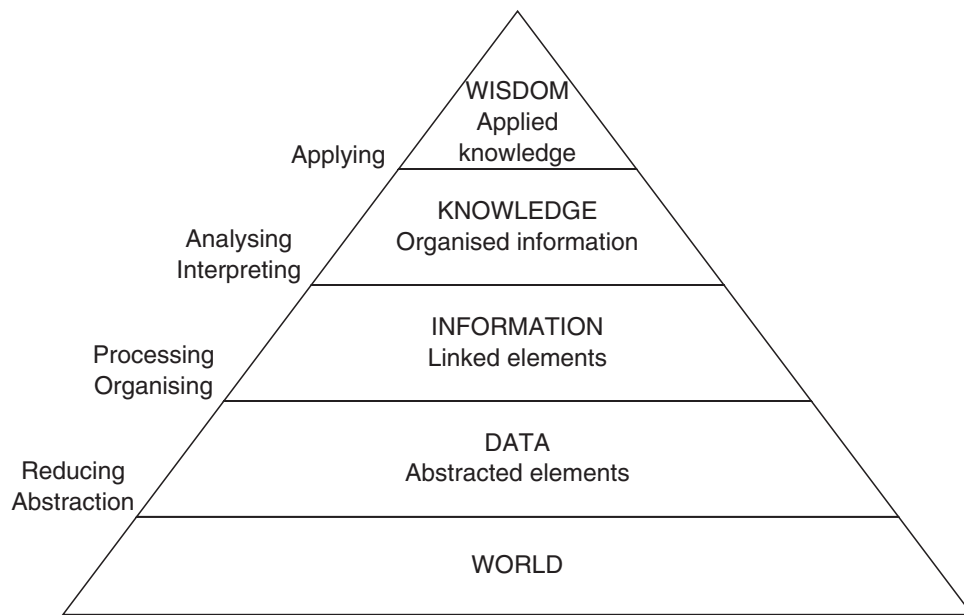 WISDOM
Applied
knowledge
Applying
KNOWLEDGE
Organised information
Analysing
Interpreting
INFORMATION
Linked elements
Processing
Organising
DATA
Abstracted elements
Reducing
Abstraction
WORLD